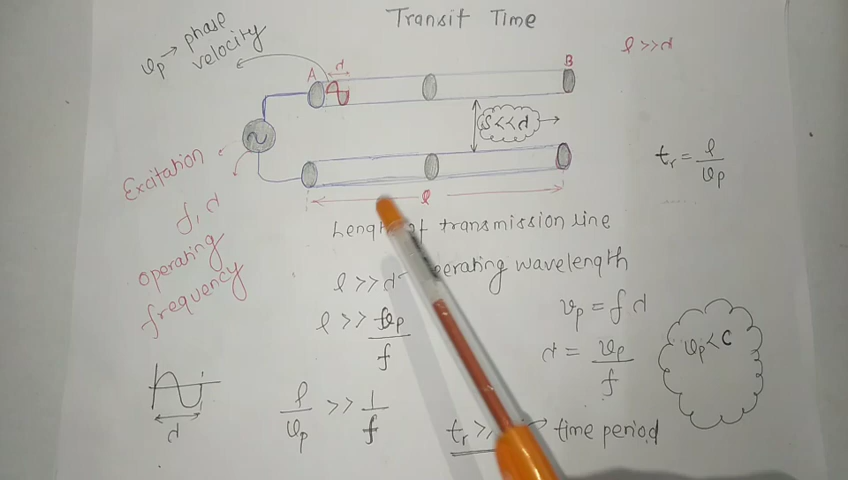 Transit Time
υp → phase velocity
l >> λ
A
λ
B
S << λ
tr = l / υp
Excitation
f, λ
operating frequency
l
Length of transmission line
l >> λ → operating wavelength
l >> υp / f
υp = f λ
λ = υp / f
υp < C
λ
l / υp >> 1 / f
tr >> → time period